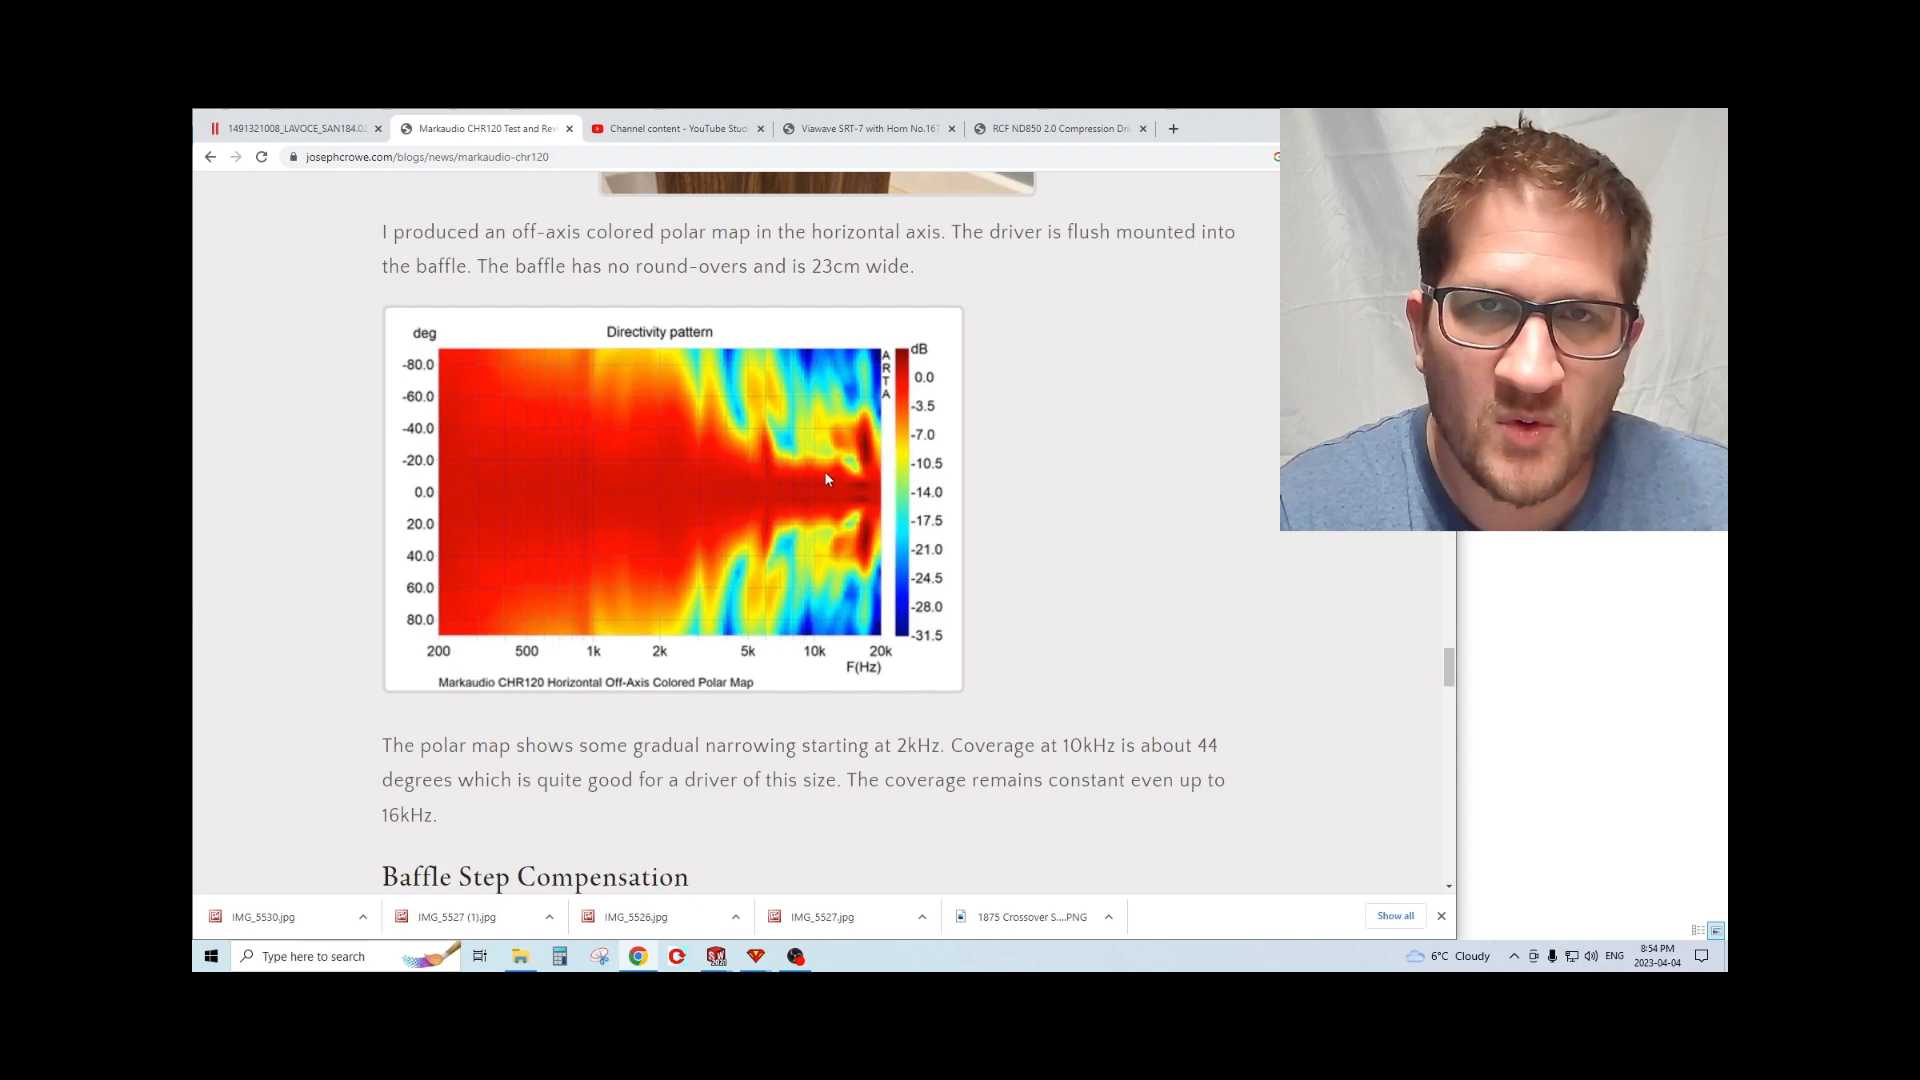 1491321008_LAVOCE_SAN184.0
Markaudio CHR120 Test and Rev
Channel content - YouTube Stud
Viawave SRT-7 with Horn No.167
RCF ND850 2.0 Compression Dri
josephcrowe.com/blogs/news/markaudio-chr120
I produced an off-axis colored polar map in the horizontal axis. The driver is flush mounted into
the baffle. The baffle has no round-overs and is 23cm wide.
deg
Directivity pattern
dB
ARTA
-80.0
-60.0
-40.0
-20.0
0.0
20.0
40.0
60.0
80.0
0.0
-3.5
-7.0
-10.5
-14.0
-17.5
-21.0
-24.5
-28.0
-31.5
200 500 1k 2k 5k 10k 20k
F(Hz)
Markaudio CHR120 Horizontal Off-Axis Colored Polar Map
The polar map shows some gradual narrowing starting at 2kHz. Coverage at 10kHz is about 44
degrees which is quite good for a driver of this size. The coverage remains constant even up to
16kHz.
Baffle Step Compensation
IMG_5530.jpg
IMG_5527 (1).jpg
IMG_5526.jpg
IMG_5527.jpg
1875 Crossover S....PNG
Show all
Type here to search
6°C Cloudy
ENG
8:54 PM
2023-04-04